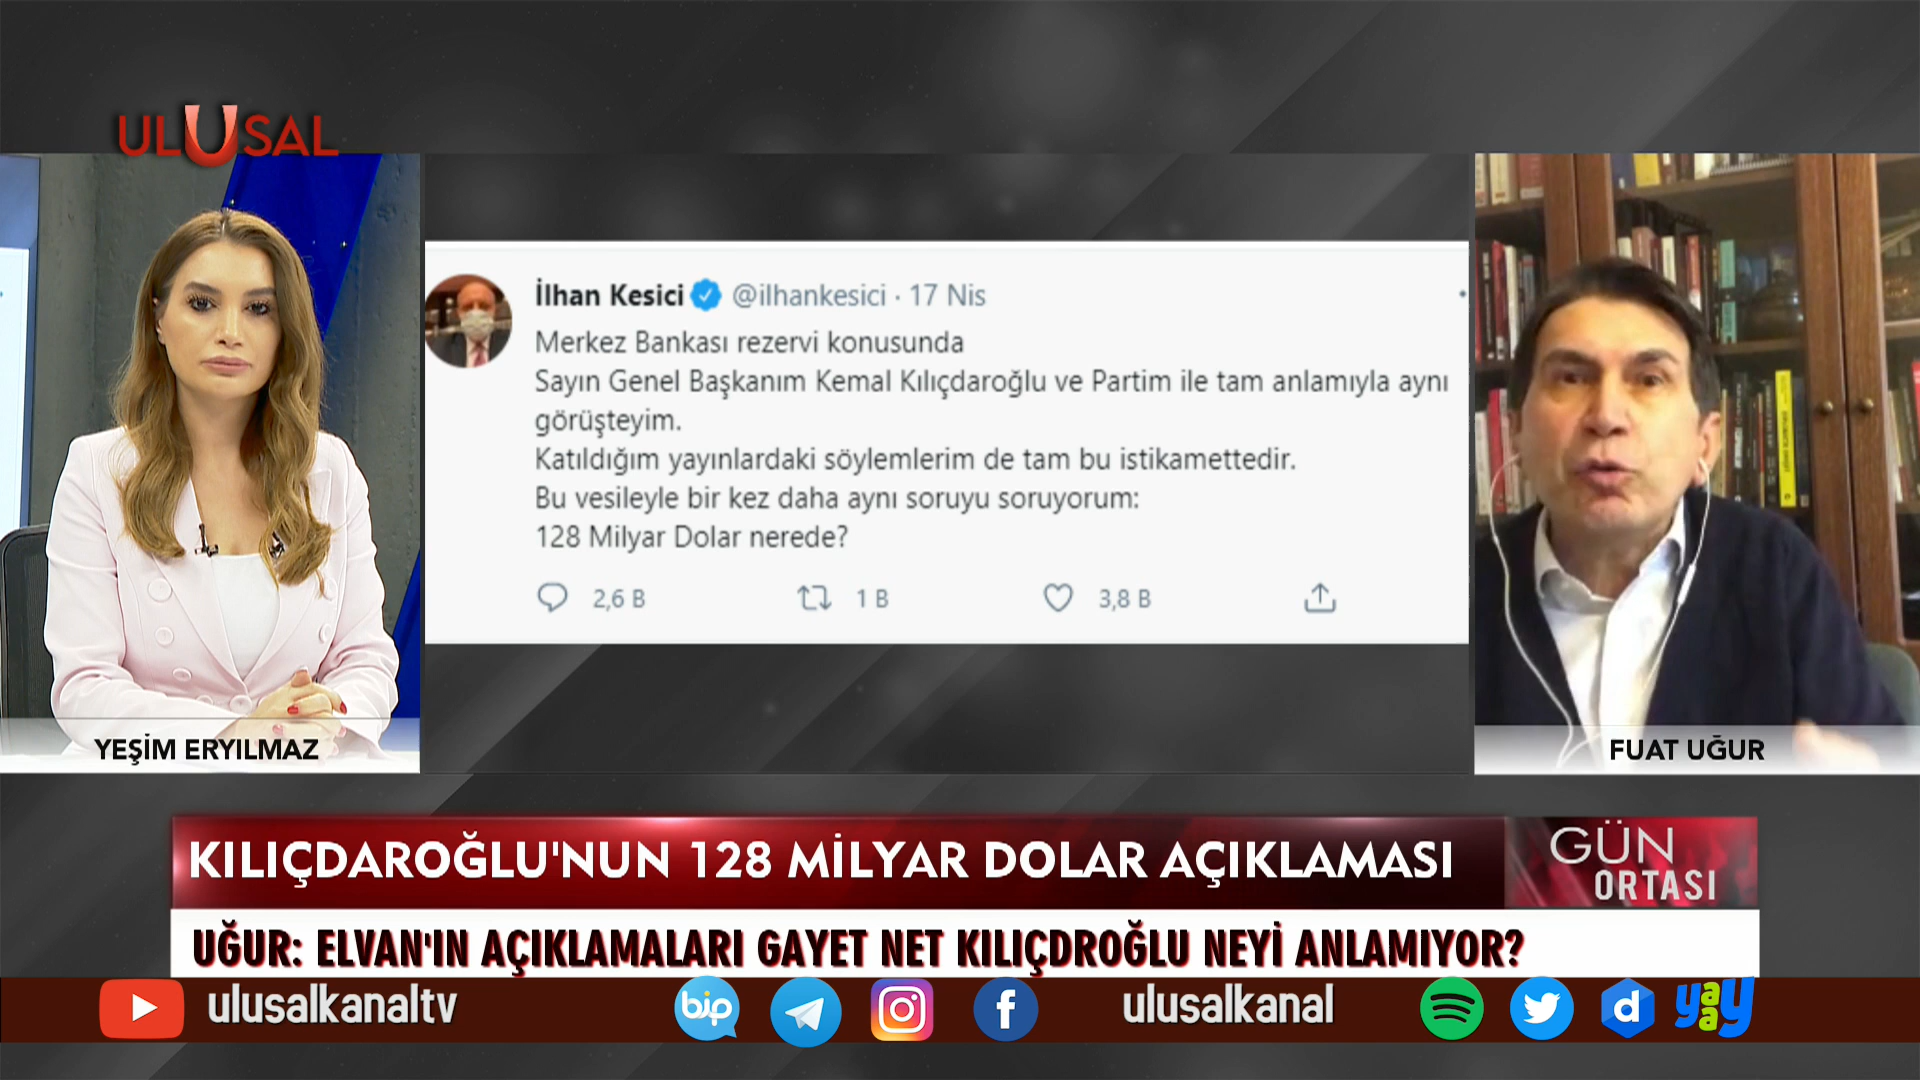 ULUSAL
İlhan Kesici @ilhankesici · 17 Nis
Merkez Bankası rezervi konusunda
Sayın Genel Başkanım Kemal Kılıçdaroğlu ve Partim ile tam anlamıyla aynı
görüşteyim.
Katıldığım yayınlardaki söylemlerim de tam bu istikamettedir.
Bu vesileyle bir kez daha aynı soruyu soruyorum:
128 Milyar Dolar nerede?
2,6 B 1 B 3,8 B
YEŞİM ERYILMAZ
FUAT UĞUR
KILIÇDAROĞLU'NUN 128 MİLYAR DOLAR AÇIKLAMASI
GÜN
ORTASI
UĞUR: ELVAN'IN AÇIKLAMALARI GAYET NET KILIÇDROĞLU NEYİ ANLAMIYOR?
ulusalkanaltv
bip
ulusalkanal
d
yaay